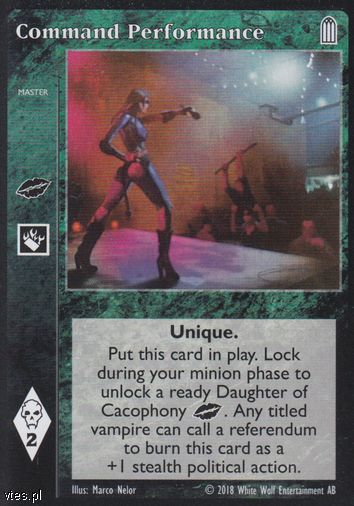 Command Performance
MASTER
Unique.
Put this card in play. Lock
during your minion phase to
unlock a ready Daughter of
Cacophony . Any titled
vampire can call a referendum
to burn this card as a
+1 stealth political action.
2
Illus: Marco Nelor © 2018 White Wolf Entertainment AB
vtes.pl